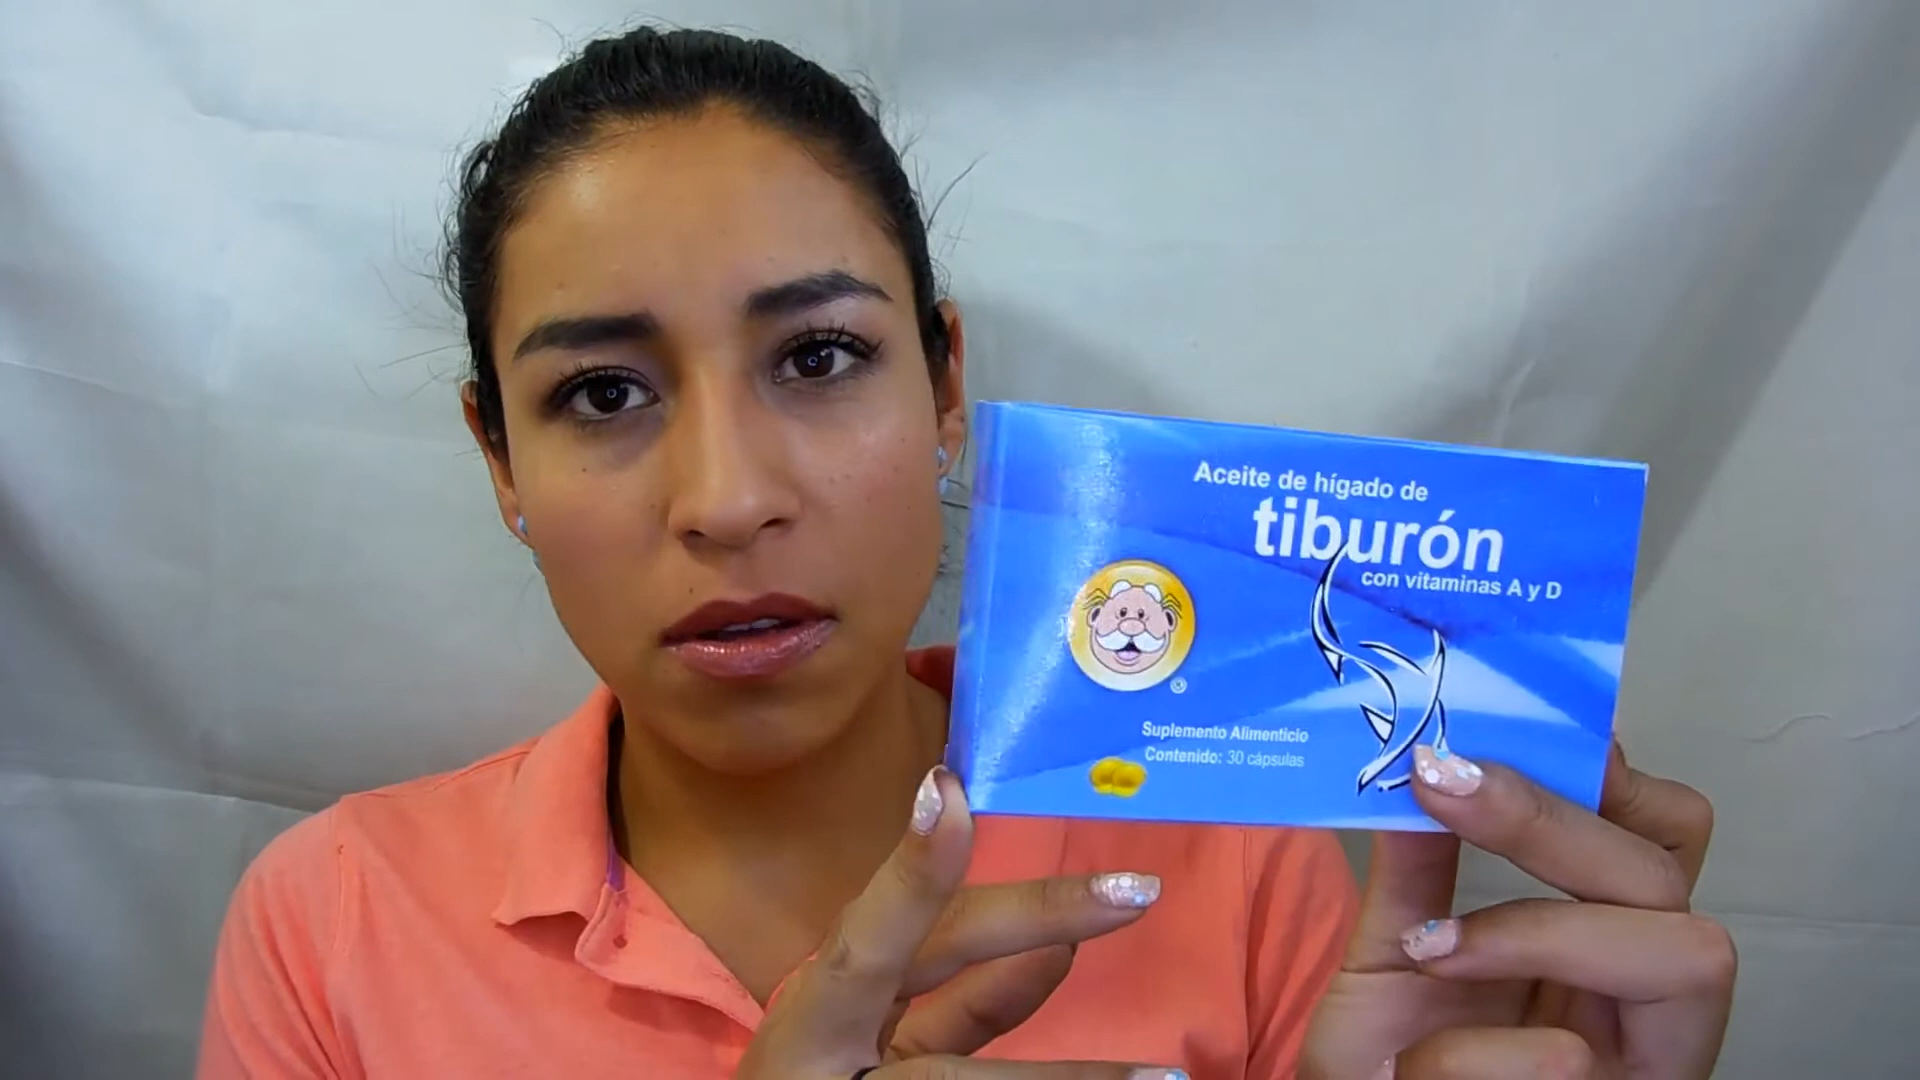 Aceite de hígado de
tiburón
con vitaminas A y D
®
Suplemento Alimenticio
Contenido: 30 cápsulas